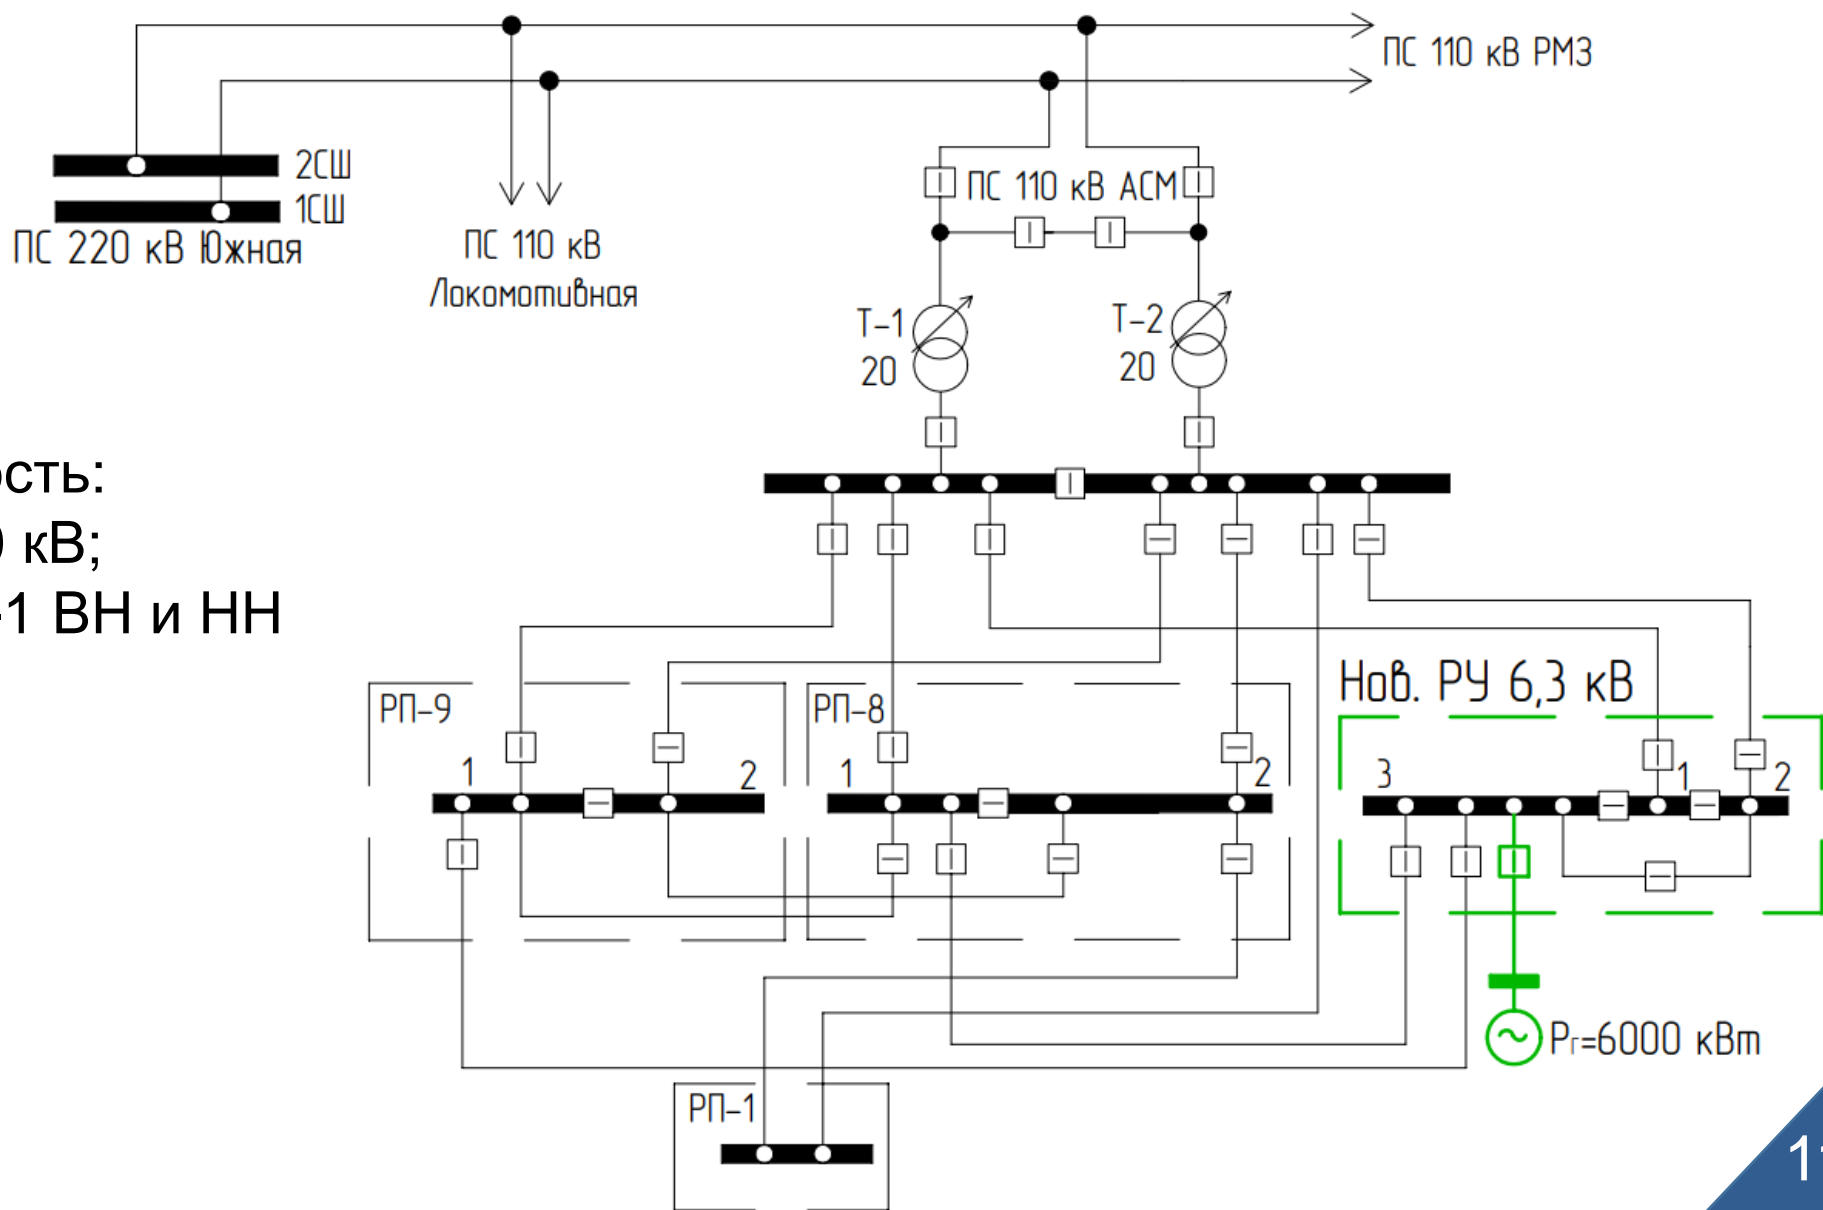 ПС 110 кВ РМЗ
2СШ
1СШ
ПС 220 кВ Южная
ПС 110 кВ
Локомотивная
ПС 110 кВ АСМ
Т-1
20
Т-2
20
ость:
кВ;
-1 ВН и НН
РП-9
1
2
РП-8
1
2
Нов. РУ 6,3 кВ
3
1
2
Рг=6000 кВт
РП-1